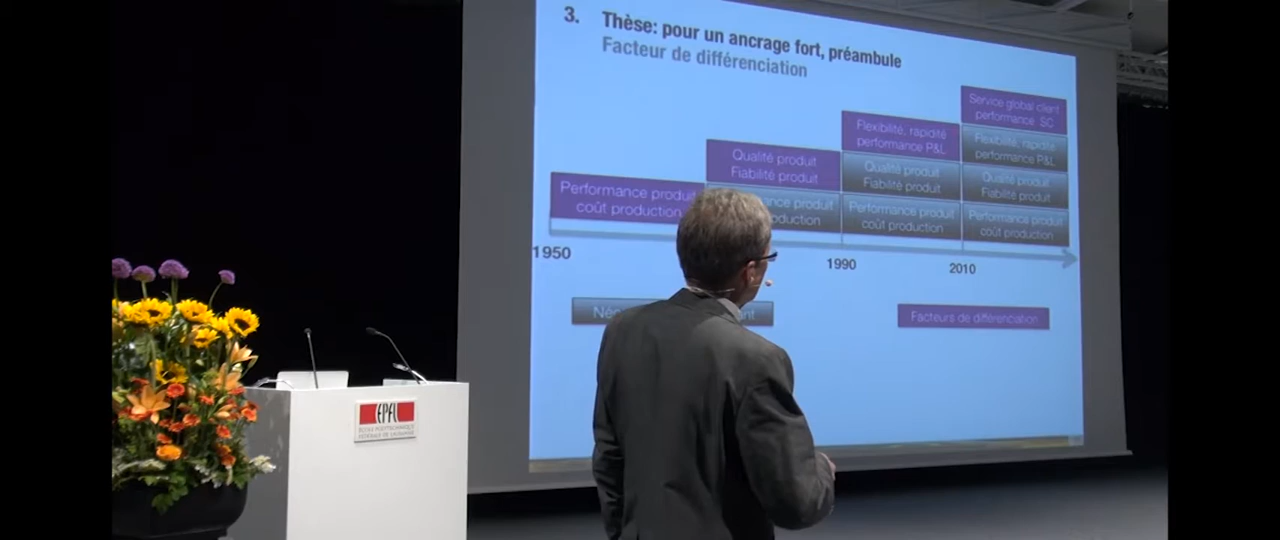 3. Thèse: pour un ancrage fort, préambule
Facteur de différenciation
Service global client
performance SC
Flexibilité, rapidité
performance P&L
Flexibilité, rapidité
performance P&L
Qualité produit
Fiabilité produit
Qualité produit
Fiabilité produit
Qualité produit
Fiabilité produit
Performance produit
coût production
produit
production
Performance produit
coût production
Performance produit
coût production
1950
1990
2010
Facteurs de différenciation
EPFL
ÉCOLE POLYTECHNIQUE
FÉDÉRALE DE LAUSANNE